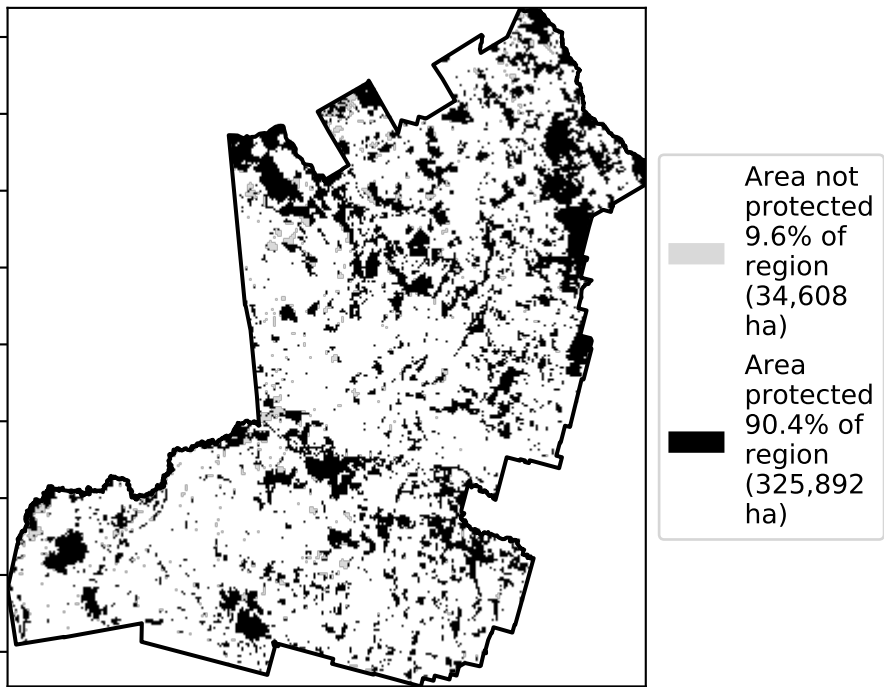 Area not
protected
9.6% of
region
(34,608
ha)
Area
protected
90.4% of
region
(325,892
ha)